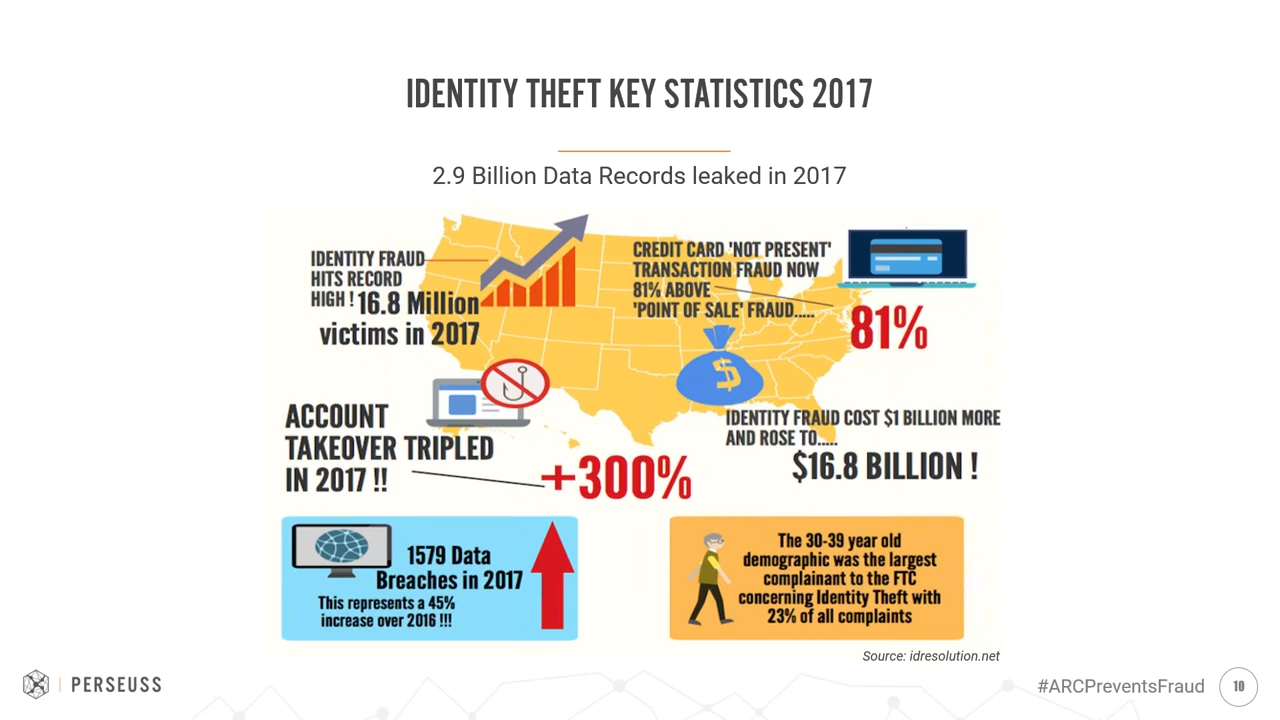 IDENTITY THEFT KEY STATISTICS 2017
2.9 Billion Data Records leaked in 2017
IDENTITY FRAUD
HITS RECORD
HIGH ! 16.8 Million
victims in 2017
CREDIT CARD 'NOT PRESENT'
TRANSACTION FRAUD NOW
81% ABOVE
'POINT OF SALE' FRAUD.....
81%
$
ACCOUNT
TAKEOVER TRIPLED
IN 2017 !!
+300%
IDENTITY FRAUD COST $1 BILLION MORE
AND ROSE TO.....
$16.8 BILLION !
1579 Data
Breaches in 2017
This represents a 45%
increase over 2016 !!!
The 30-39 year old
demographic was the largest
complainant to the FTC
concerning Identity Theft with
23% of all complaints
Source: idresolution.net
PERSEUSS
#ARCPreventsFraud
10